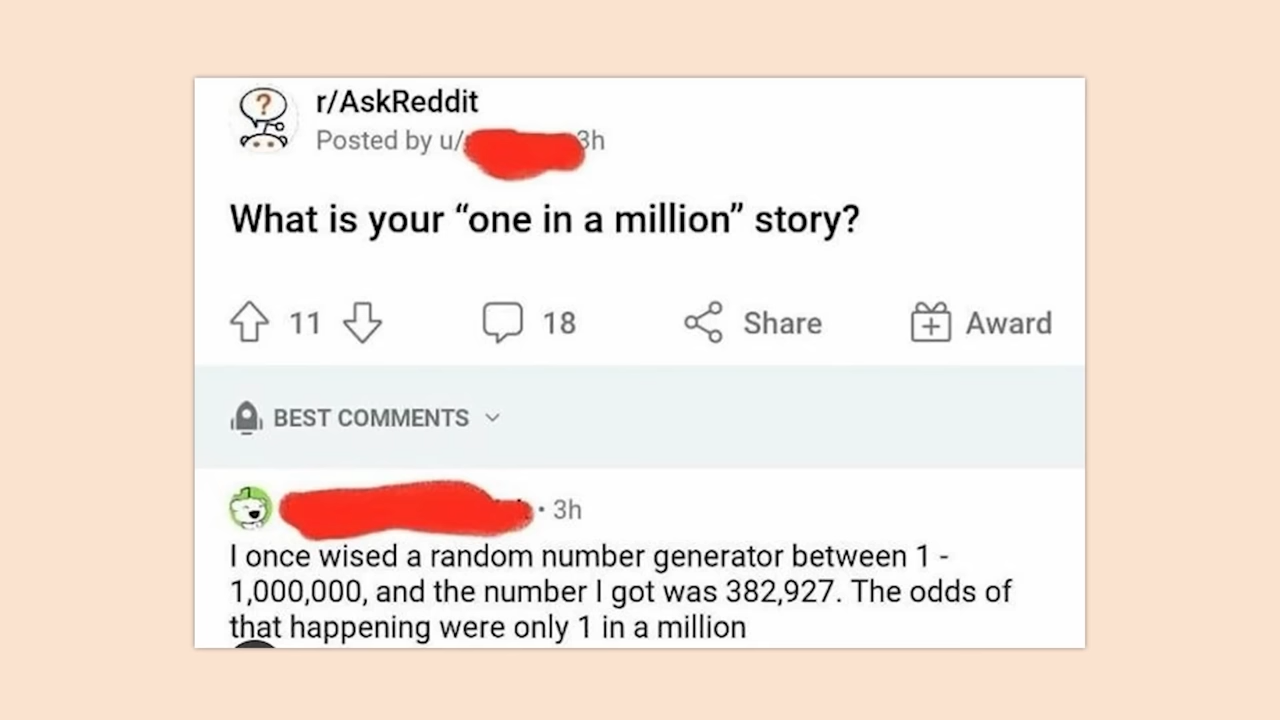 r/AskReddit
Posted by u/ 3h
What is your “one in a million” story?
11 18 Share Award
BEST COMMENTS
• 3h
I once wised a random number generator between 1 -
1,000,000, and the number I got was 382,927. The odds of
that happening were only 1 in a million